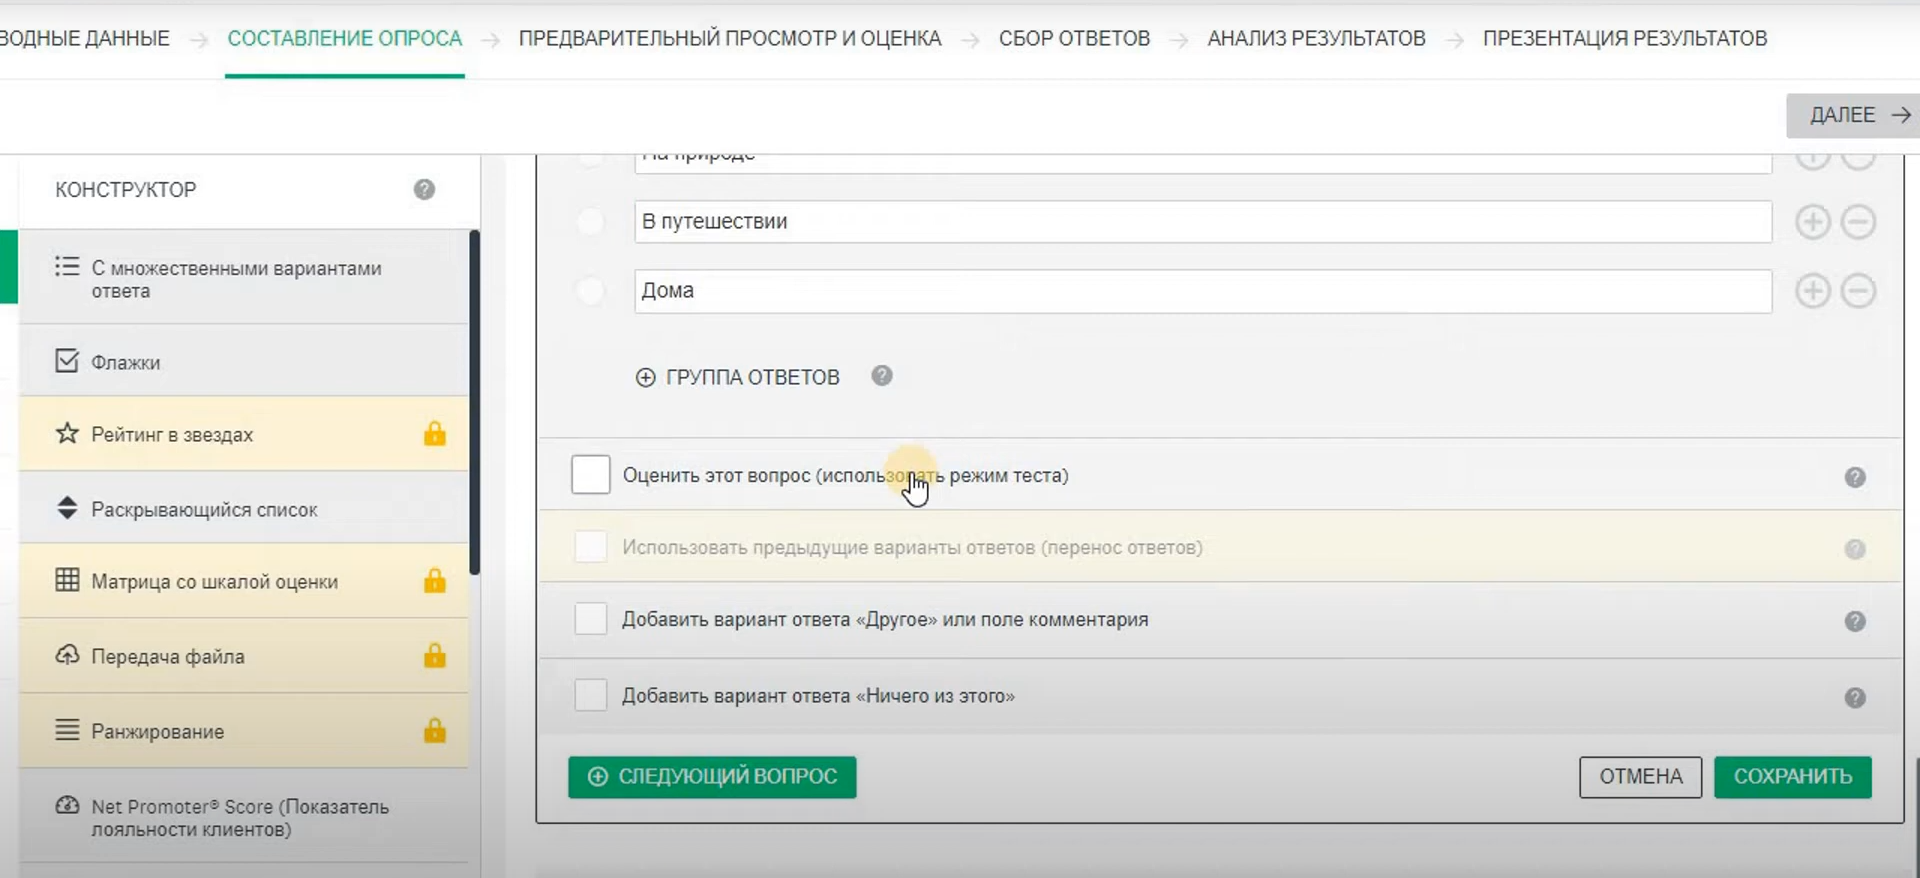 ВОДНЫЕ ДАННЫЕ → СОСТАВЛЕНИЕ ОПРОСА → ПРЕДВАРИТЕЛЬНЫЙ ПРОСМОТР И ОЦЕНКА → СБОР ОТВЕТОВ → АНАЛИЗ РЕЗУЛЬТАТОВ → ПРЕЗЕНТАЦИЯ РЕЗУЛЬТАТОВ
ДАЛЕЕ →
КОНСТРУКТОР
С множественными вариантами
ответа
Флажки
Рейтинг в звездах
Раскрывающийся список
Матрица со шкалой оценки
Передача файла
Ранжирование
Net Promoter® Score (Показатель
лояльности клиентов)
На природе
В путешествии
Дома
ГРУППА ОТВЕТОВ
Оценить этот вопрос (использовать режим теста)
Использовать предыдущие варианты ответов (перенос ответов)
Добавить вариант ответа «Другое» или поле комментария
Добавить вариант ответа «Ничего из этого»
СЛЕДУЮЩИЙ ВОПРОС
ОТМЕНА
СОХРАНИТЬ